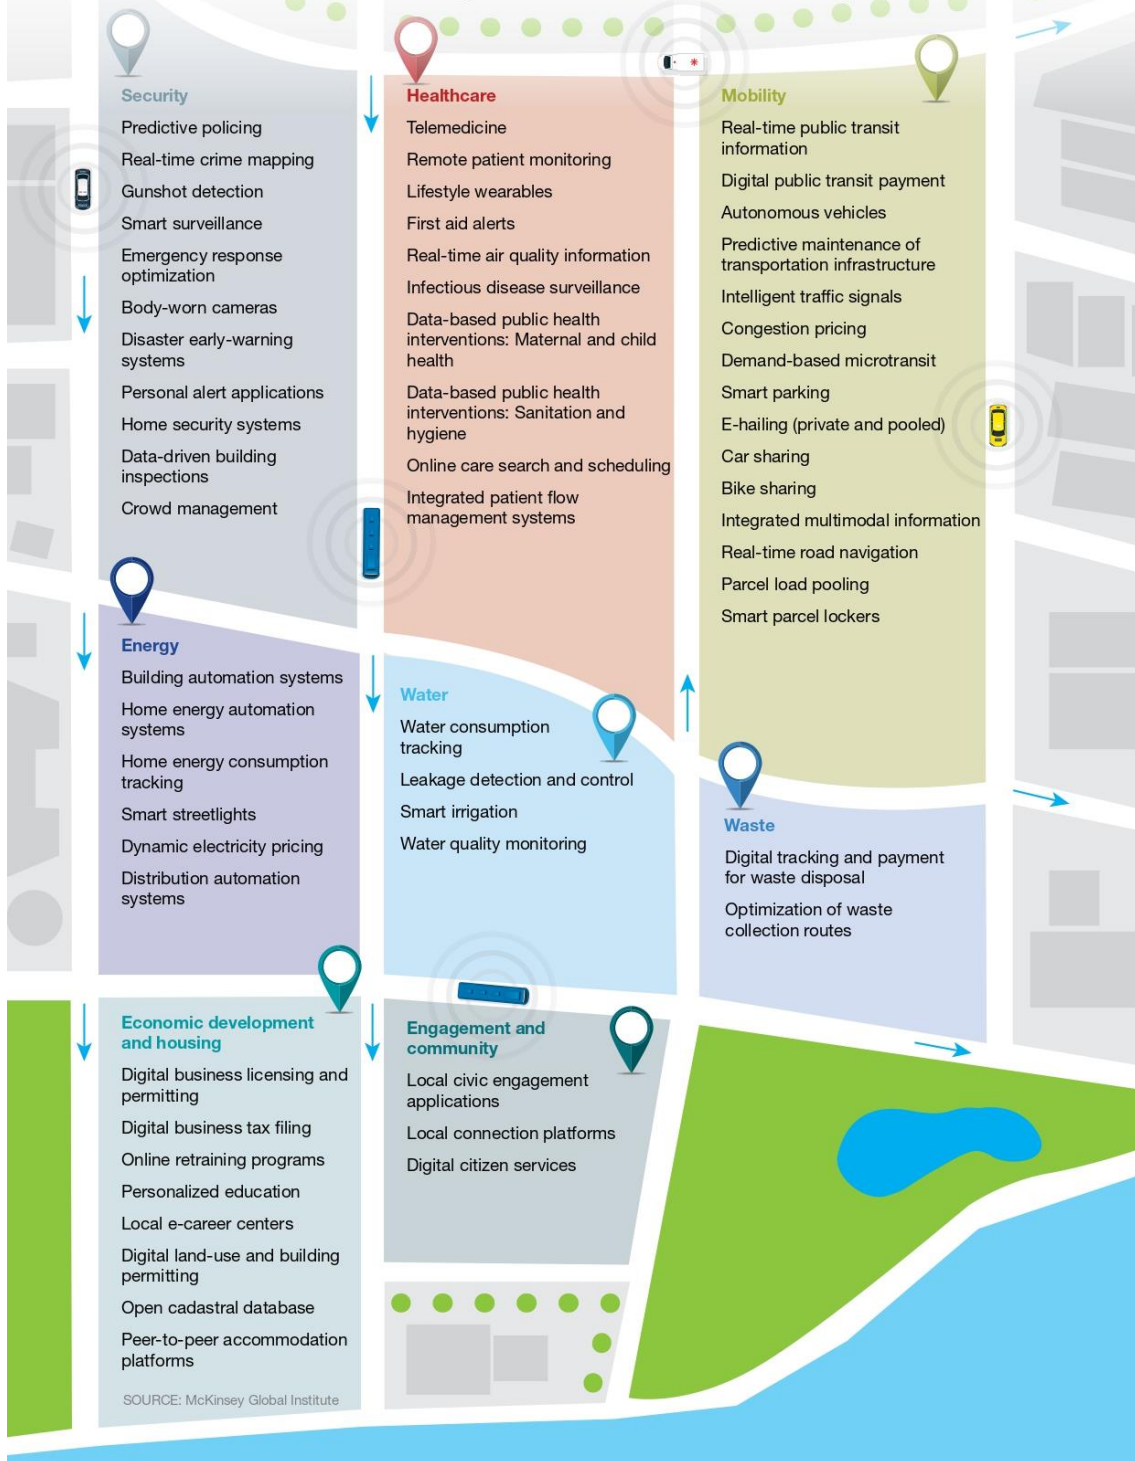 Security
Predictive policing
Real-time crime mapping
Gunshot detection
Smart surveillance
Emergency response
optimization
Body-worn cameras
Disaster early-warning
systems
Personal alert applications
Home security systems
Data-driven building
inspections
Crowd management
Healthcare
Telemedicine
Remote patient monitoring
Lifestyle wearables
First aid alerts
Real-time air quality information
Infectious disease surveillance
Data-based public health
interventions: Maternal and child
health
Data-based public health
interventions: Sanitation and
hygiene
Online care search and scheduling
Integrated patient flow
management systems
Mobility
Real-time public transit
information
Digital public transit payment
Autonomous vehicles
Predictive maintenance of
transportation infrastructure
Intelligent traffic signals
Congestion pricing
Demand-based microtransit
Smart parking
E-hailing (private and pooled)
Car sharing
Bike sharing
Integrated multimodal information
Real-time road navigation
Parcel load pooling
Smart parcel lockers
Energy
Building automation systems
Home energy automation
systems
Home energy consumption
tracking
Smart streetlights
Dynamic electricity pricing
Distribution automation
systems
Water
Water consumption
tracking
Leakage detection and control
Smart irrigation
Water quality monitoring
Waste
Digital tracking and payment
for waste disposal
Optimization of waste
collection routes
Economic development
and housing
Digital business licensing and
permitting
Digital business tax filing
Online retraining programs
Personalized education
Local e-career centers
Digital land-use and building
permitting
Open cadastral database
Peer-to-peer accommodation
platforms
Engagement and
community
Local civic engagement
applications
Local connection platforms
Digital citizen services
SOURCE: McKinsey Global Institute